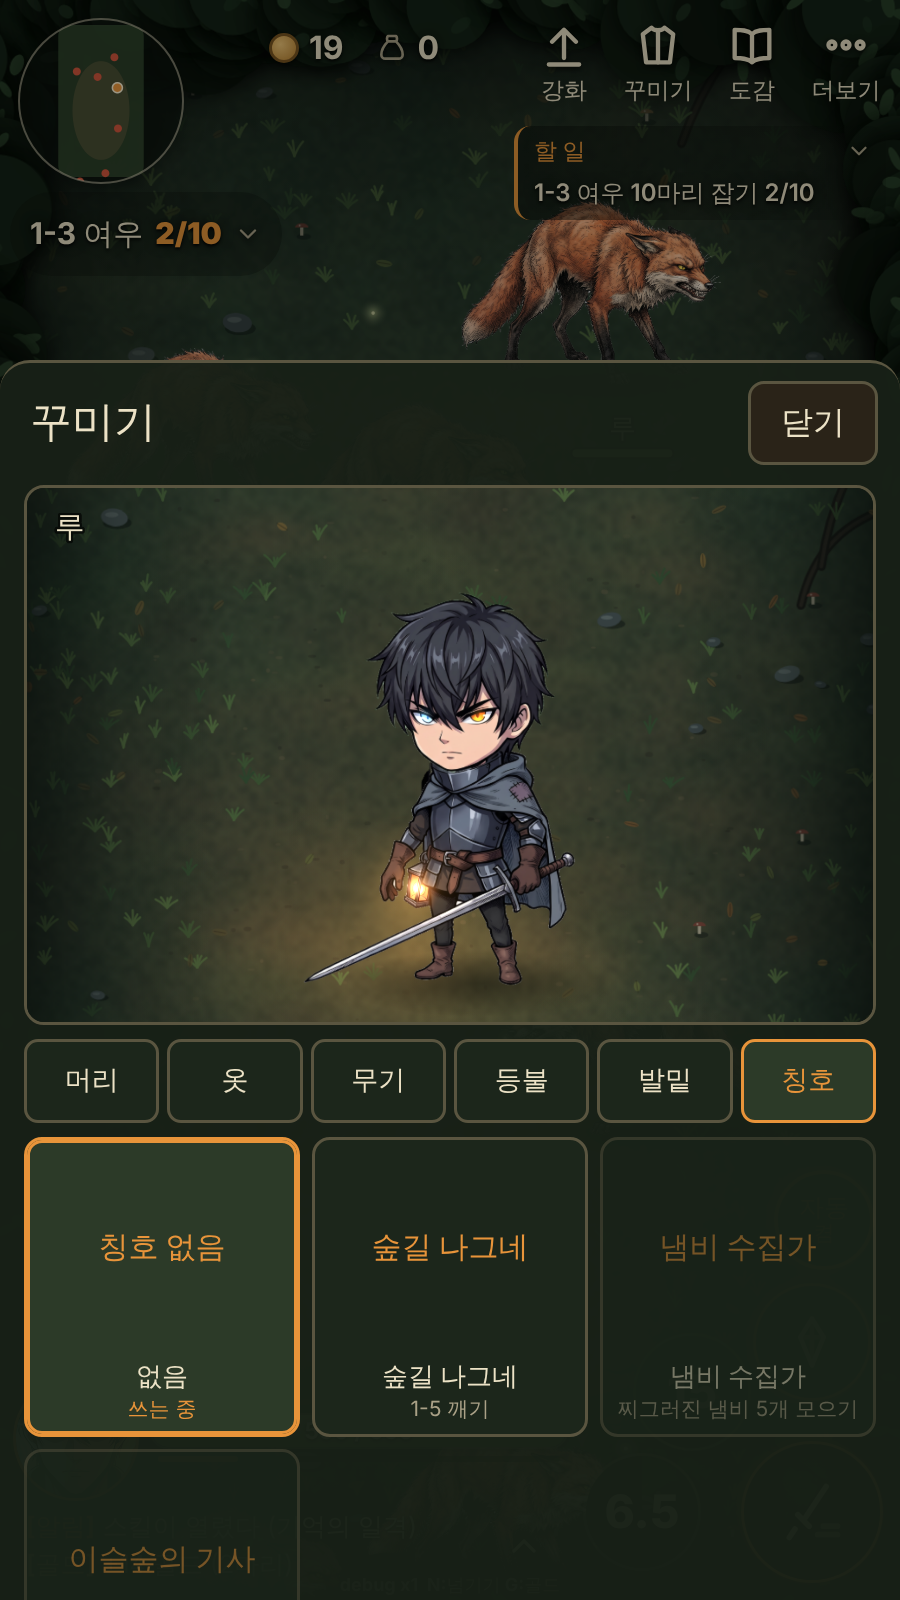 19
0
강화
꾸미기
도감
더보기
할 일
1-3 여우 10마리 잡기 2/10
1-3 여우 2/10
꾸미기
닫기
루
머리
옷
무기
등불
발밑
칭호
칭호 없음
숲길 나그네
냄비 수집가
없음
숲길 나그네
냄비 수집가
쓰는 중
1-5 깨기
찌그러진 냄비 5개 모으기
6.5
이슬숲의 기사